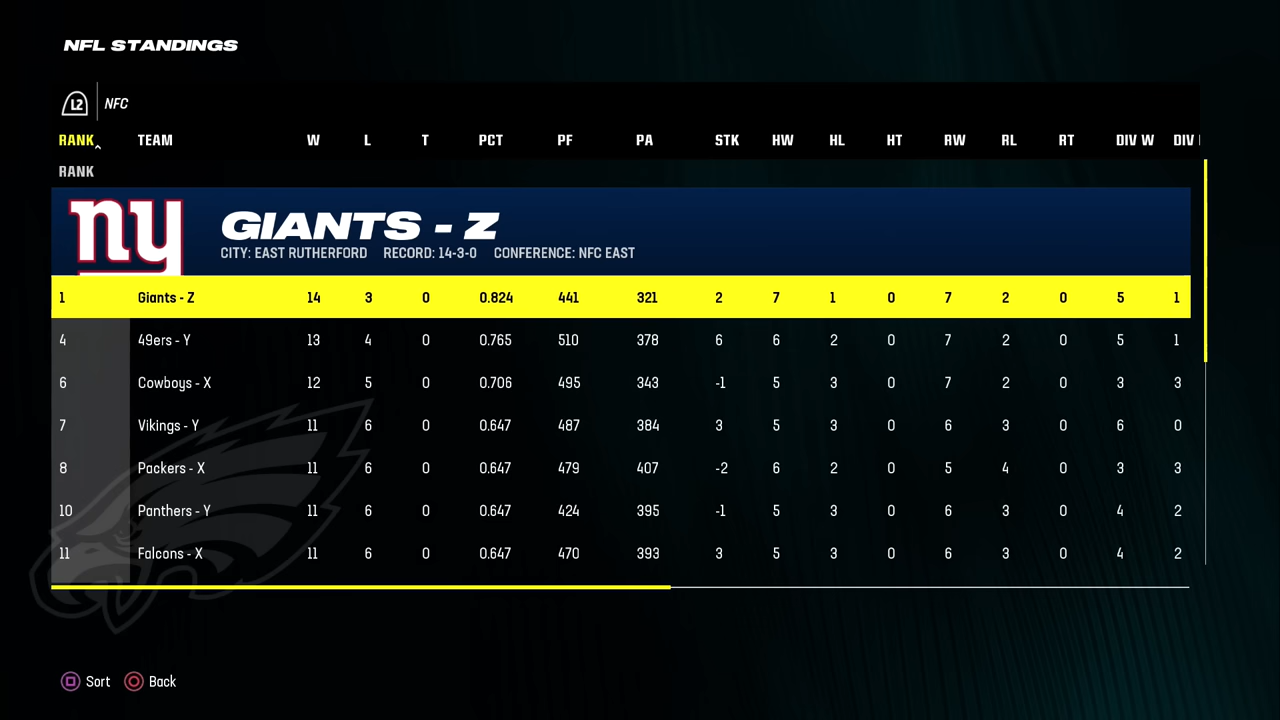 NFL STANDINGS
L2 NFC
RANK TEAM W L T PCT PF PA STK HW HL HT RW RL RT DIV W DIV
RANK
ny GIANTS - Z
CITY: EAST RUTHERFORD RECORD: 14-3-0 CONFERENCE: NFC EAST
1 Giants - Z 14 3 0 0.824 441 321 2 7 1 0 7 2 0 5 1
4 49ers - Y 13 4 0 0.765 510 378 6 6 2 0 7 2 0 5 1
6 Cowboys - X 12 5 0 0.706 495 343 -1 5 3 0 7 2 0 3 3
7 Vikings - Y 11 6 0 0.647 487 384 3 5 3 0 6 3 0 6 0
8 Packers - X 11 6 0 0.647 479 407 -2 6 2 0 5 4 0 3 3
10 Panthers - Y 11 6 0 0.647 424 395 -1 5 3 0 6 3 0 4 2
11 Falcons - X 11 6 0 0.647 470 393 3 5 3 0 6 3 0 4 2
Sort Back